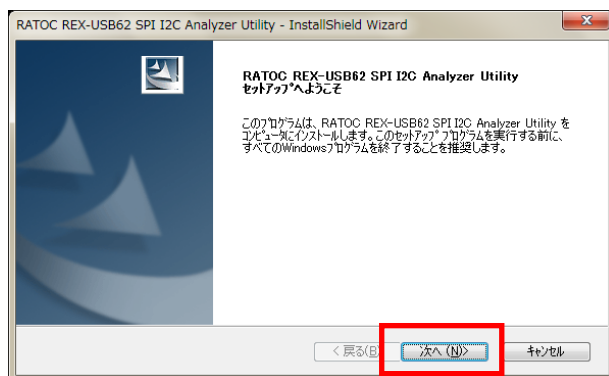 RATOC REX-USB62 SPI I2C Analyzer Utility - InstallShield Wizard
RATOC REX-USB62 SPI I2C Analyzer Utility
セットアップへようこそ
このプログラムは、RATOC REX-USB62 SPI I2C Analyzer Utility を
コンピュータにインストールします。このセットアップ プログラムを実行する前に、
すべてのWindowsプログラムを終了することを推奨します。
< 戻る(B) 次へ (N)> キャンセル